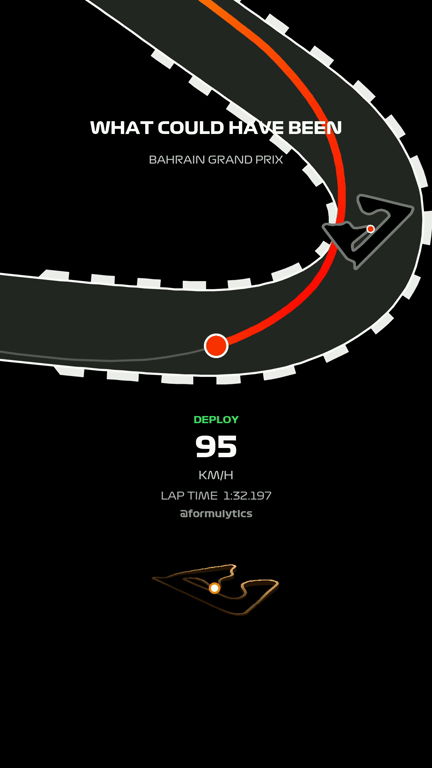 WHAT COULD HAVE BEEN
BAHRAIN GRAND PRIX
DEPLOY
95
KM/H
LAP TIME 1:32.197
@formulytics